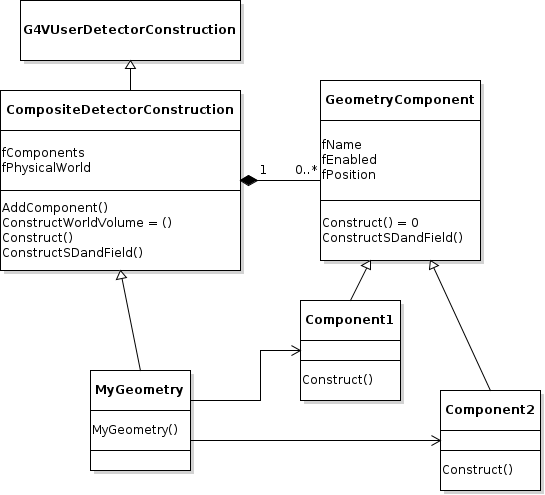 G4VUserDetectorConstruction
CompositeDetectorConstruction
fComponents
fPhysicalWorld
AddComponent()
ConstructWorldVolume = ()
Construct()
ConstructSDandField()
1
0..*
GeometryComponent
fName
fEnabled
fPosition
Construct() = 0
ConstructSDandField()
Component1
Construct()
MyGeometry
MyGeometry()
Component2
Construct()